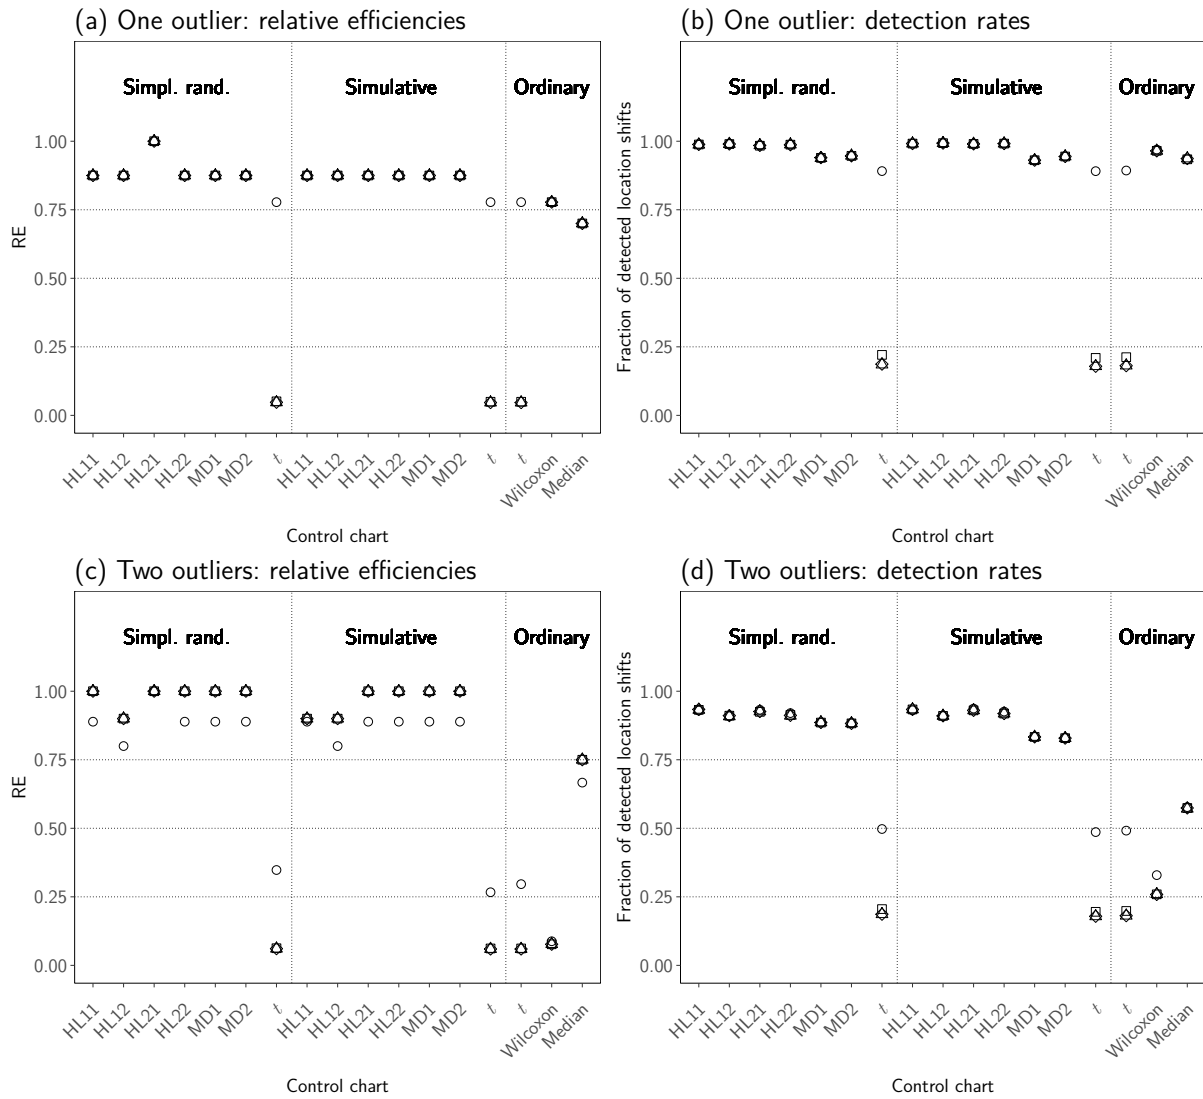 (a) One outlier: relative efficiencies
Simpl. rand. Simulative Ordinary
1.00
0.75
0.50
0.25
0.00
RE
HL11 HL12 HL21 HL22 MD1 MD2 t HL11 HL12 HL21 HL22 MD1 MD2 t t Wilcoxon Median
Control chart
(b) One outlier: detection rates
Simpl. rand. Simulative Ordinary
1.00
0.75
0.50
0.25
0.00
Fraction of detected location shifts
HL11 HL12 HL21 HL22 MD1 MD2 t HL11 HL12 HL21 HL22 MD1 MD2 t t Wilcoxon Median
Control chart
(c) Two outliers: relative efficiencies
Simpl. rand. Simulative Ordinary
1.00
0.75
0.50
0.25
0.00
RE
HL11 HL12 HL21 HL22 MD1 MD2 t HL11 HL12 HL21 HL22 MD1 MD2 t t Wilcoxon Median
Control chart
(d) Two outliers: detection rates
Simpl. rand. Simulative Ordinary
1.00
0.75
0.50
0.25
0.00
Fraction of detected location shifts
HL11 HL12 HL21 HL22 MD1 MD2 t HL11 HL12 HL21 HL22 MD1 MD2 t t Wilcoxon Median
Control chart